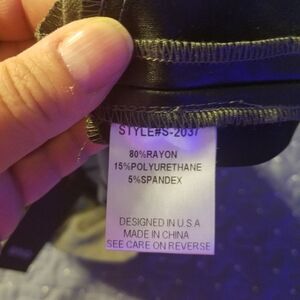 STYLE#S-2037
80%RAYON
15%POLYURETHANE
5%SPANDEX
DESIGNED IN U.S.A
MADE IN CHINA
SEE CARE ON REVERSE